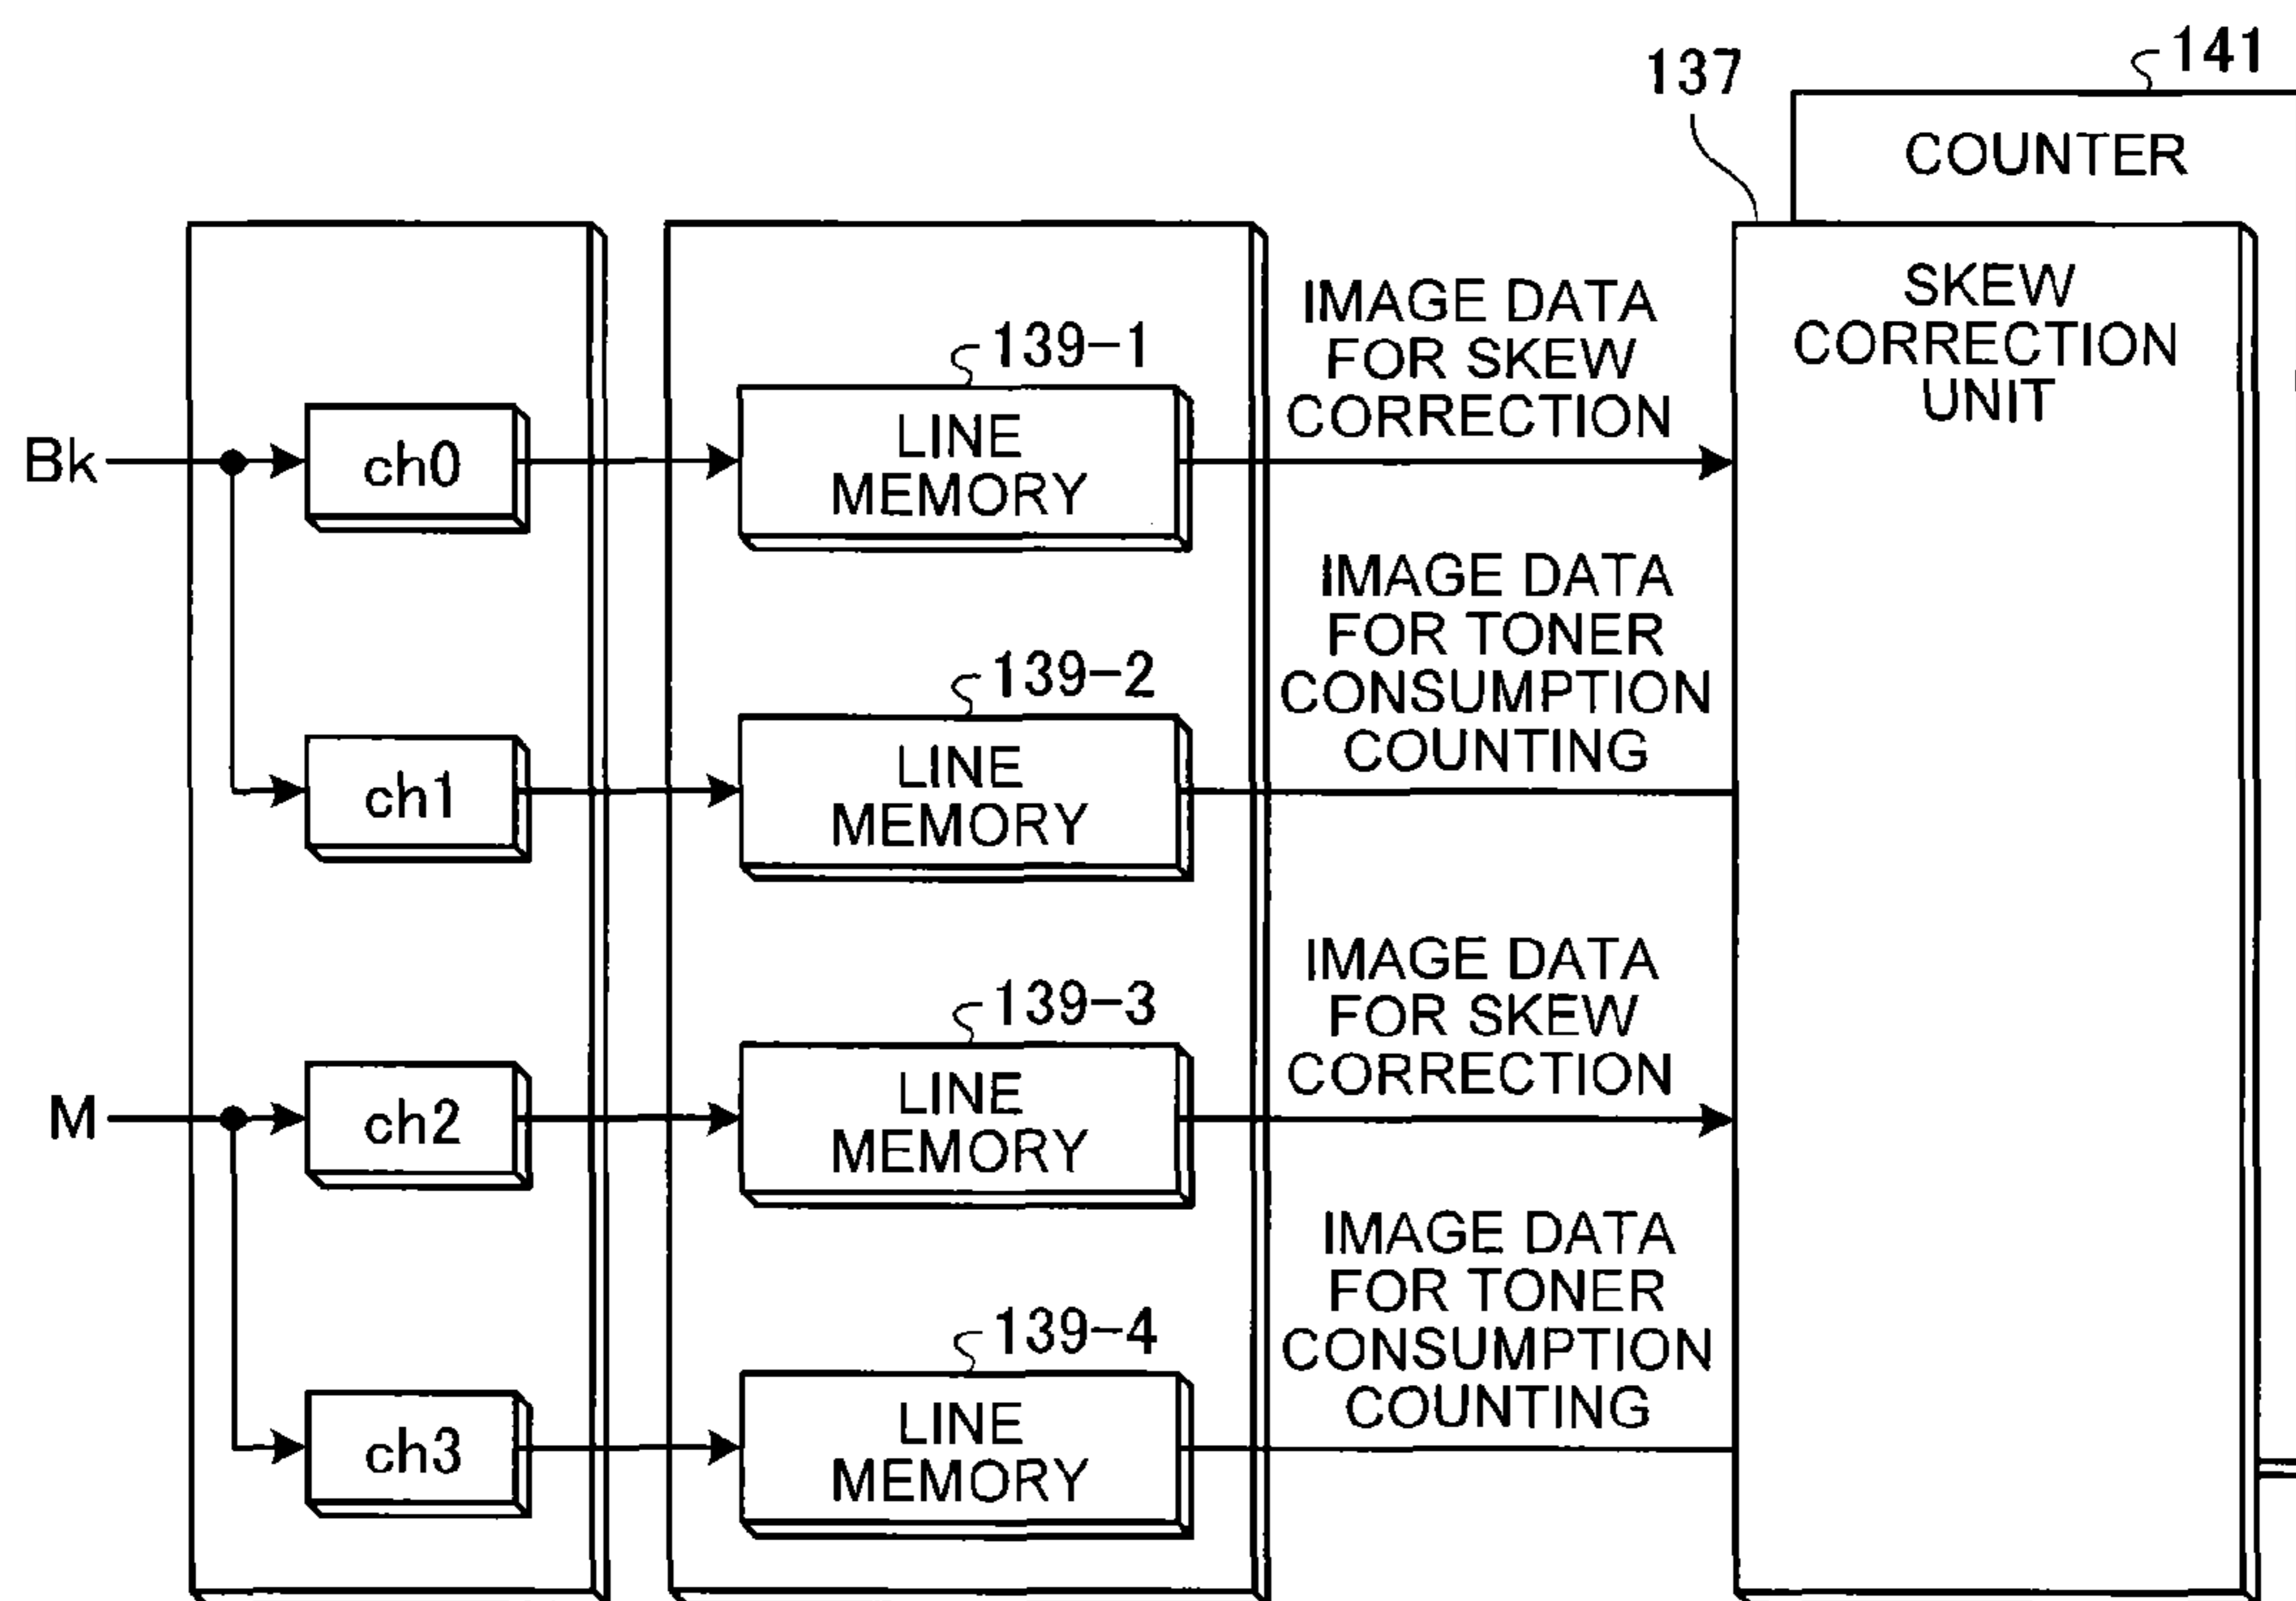 141
137
COUNTER
SKEW
CORRECTION
UNIT
IMAGE DATA
FOR SKEW
CORRECTION
139-1
LINE
MEMORY
Bk
ch0
IMAGE DATA
FOR TONER
CONSUMPTION
COUNTING
139-2
LINE
MEMORY
ch1
IMAGE DATA
FOR SKEW
CORRECTION
139-3
LINE
MEMORY
M
ch2
IMAGE DATA
FOR TONER
CONSUMPTION
COUNTING
139-4
LINE
MEMORY
ch3